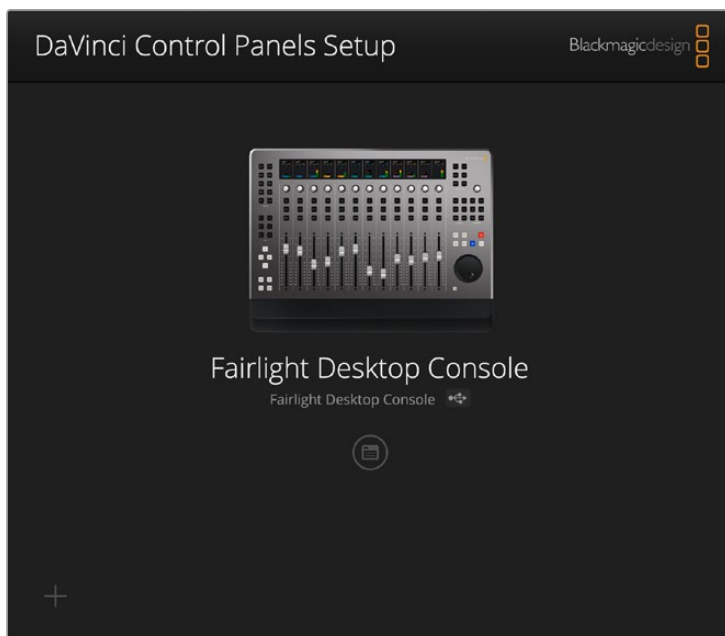 DaVinci Control Panels Setup
Blackmagicdesign
Fairlight Desktop Console
Fairlight Desktop Console